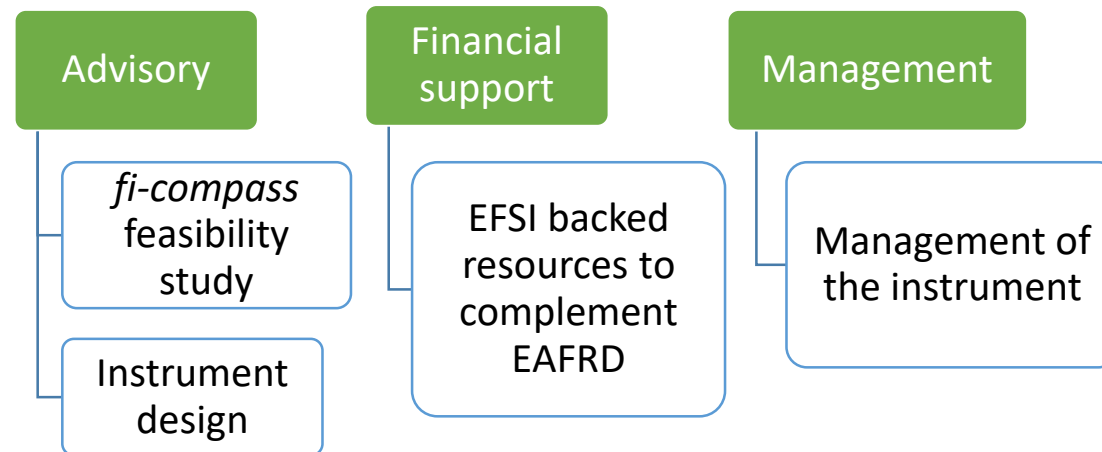 Advisory
fi-compass
feasibility
study
Instrument
design
Financial
support
EFSI backed
resources to
complement
EAFRD
Management
Management of
the instrument